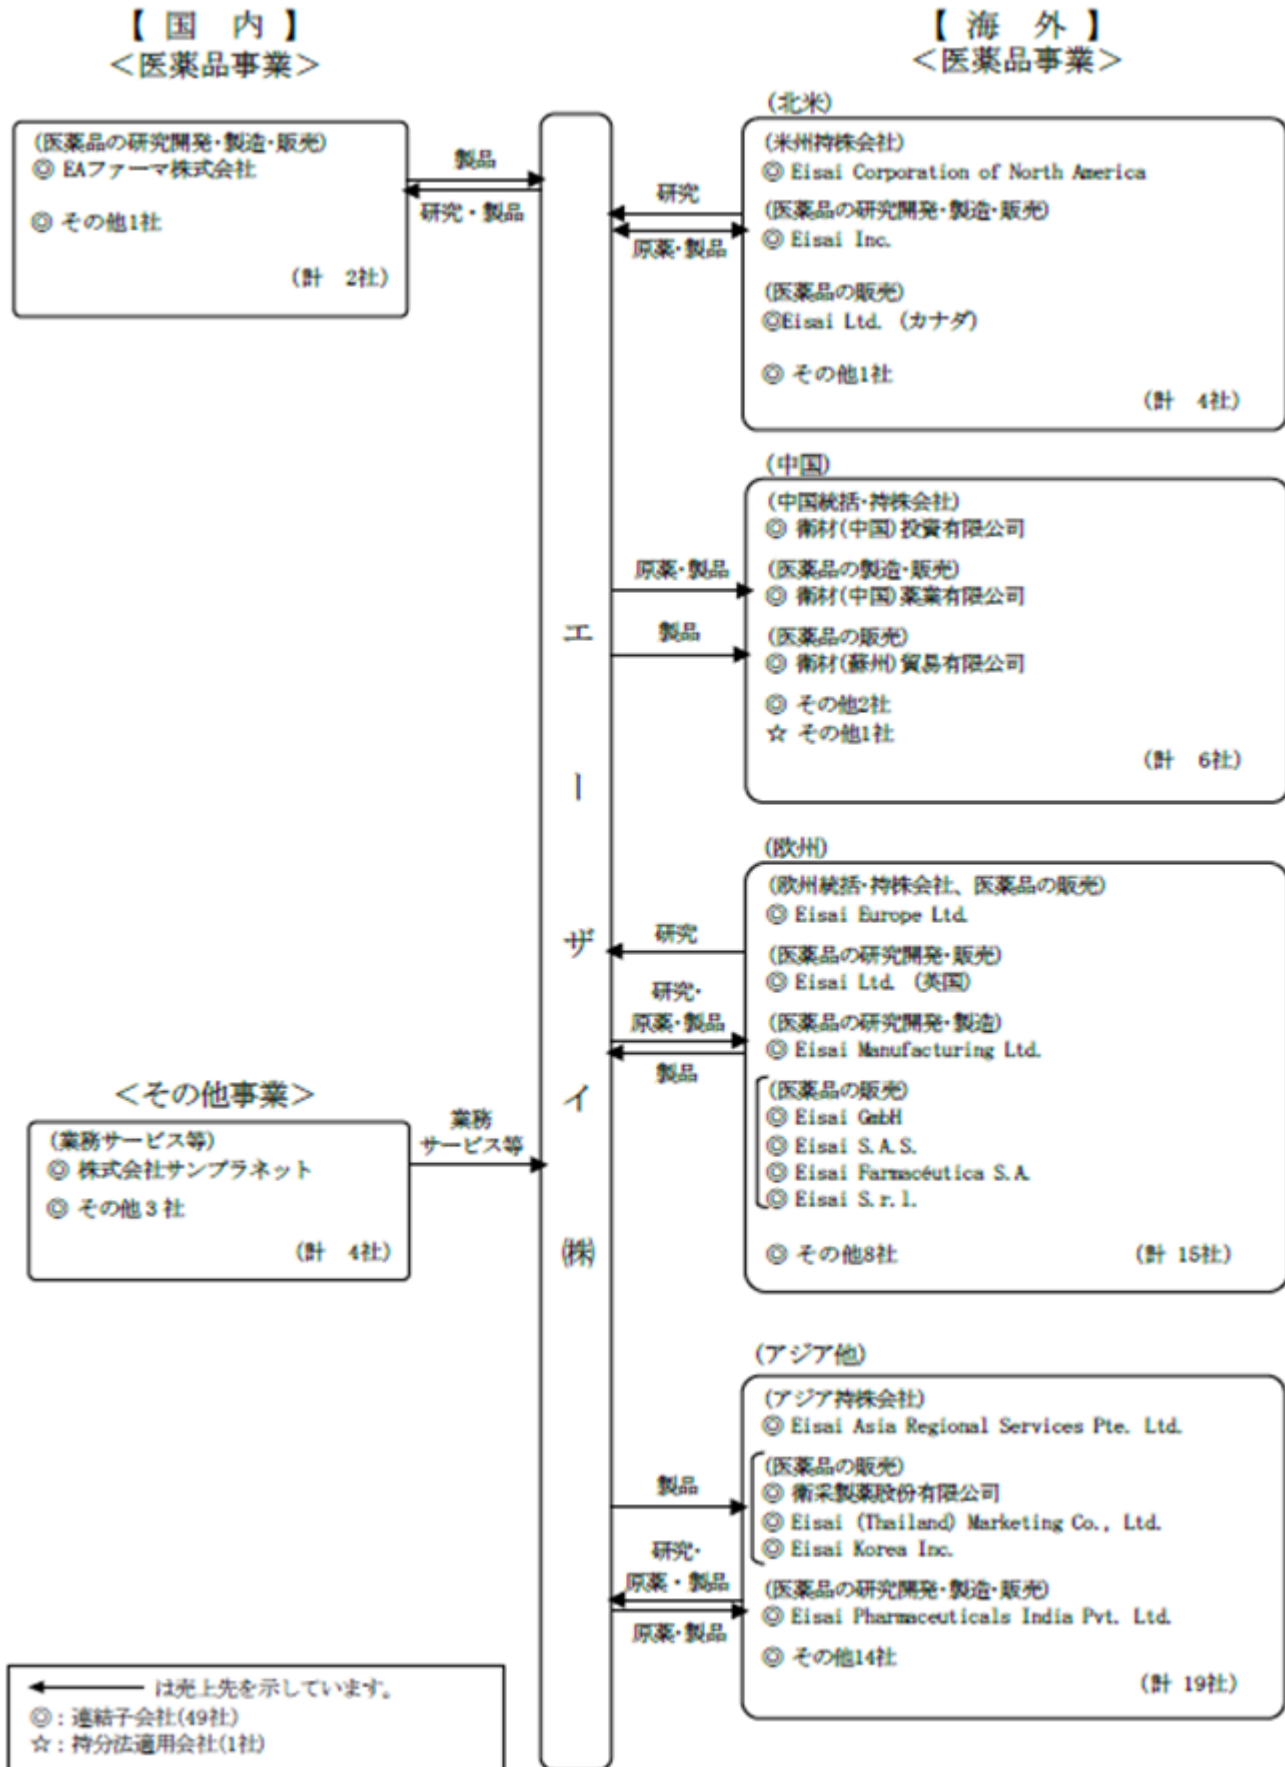 【 国　内 】
＜医薬品事業＞
(医薬品の研究開発・製造・販売)
◎ EAファーマ株式会社
◎ その他1社
(計　2社)
製品
研究・製品
＜その他事業＞
(業務サービス等)
◎ 株式会社サンプラネット
◎ その他３社
(計　4社)
業務
サービス等
エーザイ㈱
【 海　外 】
＜医薬品事業＞
(北米)
(米州持株会社)
◎ Eisai Corporation of North America
(医薬品の研究開発・製造・販売)
◎ Eisai Inc.
(医薬品の販売)
◎Eisai Ltd. (カナダ)
◎ その他1社
(計　4社)
研究
原薬・製品
(中国)
(中国統括・持株会社)
◎ 衛材(中国)投資有限公司
(医薬品の製造・販売)
◎ 衛材(中国)薬業有限公司
(医薬品の販売)
◎ 衛材(蘇州)貿易有限公司
◎ その他2社
☆ その他1社
(計　6社)
原薬・製品
製品
(欧州)
(欧州統括・持株会社、医薬品の販売)
◎ Eisai Europe Ltd.
(医薬品の研究開発・販売)
◎ Eisai Ltd. (英国)
(医薬品の研究開発・製造)
◎ Eisai Manufacturing Ltd.
(医薬品の販売)
◎ Eisai GmbH
◎ Eisai S.A.S.
◎ Eisai Farmacéutica S.A.
◎ Eisai S.r.l.
◎ その他8社
(計 15社)
研究
研究・
原薬・製品
製品
(アジア他)
(アジア持株会社)
◎ Eisai Asia Regional Services Pte. Ltd.
(医薬品の販売)
◎ 衛采製薬股份有限公司
◎ Eisai (Thailand) Marketing Co., Ltd.
◎ Eisai Korea Inc.
(医薬品の研究開発・製造・販売)
◎ Eisai Pharmaceuticals India Pvt. Ltd.
◎ その他14社
(計 19社)
製品
研究・
原薬・製品
原薬・製品
は売上先を示しています。
◎：連結子会社(49社)
☆：持分法適用会社(1社)